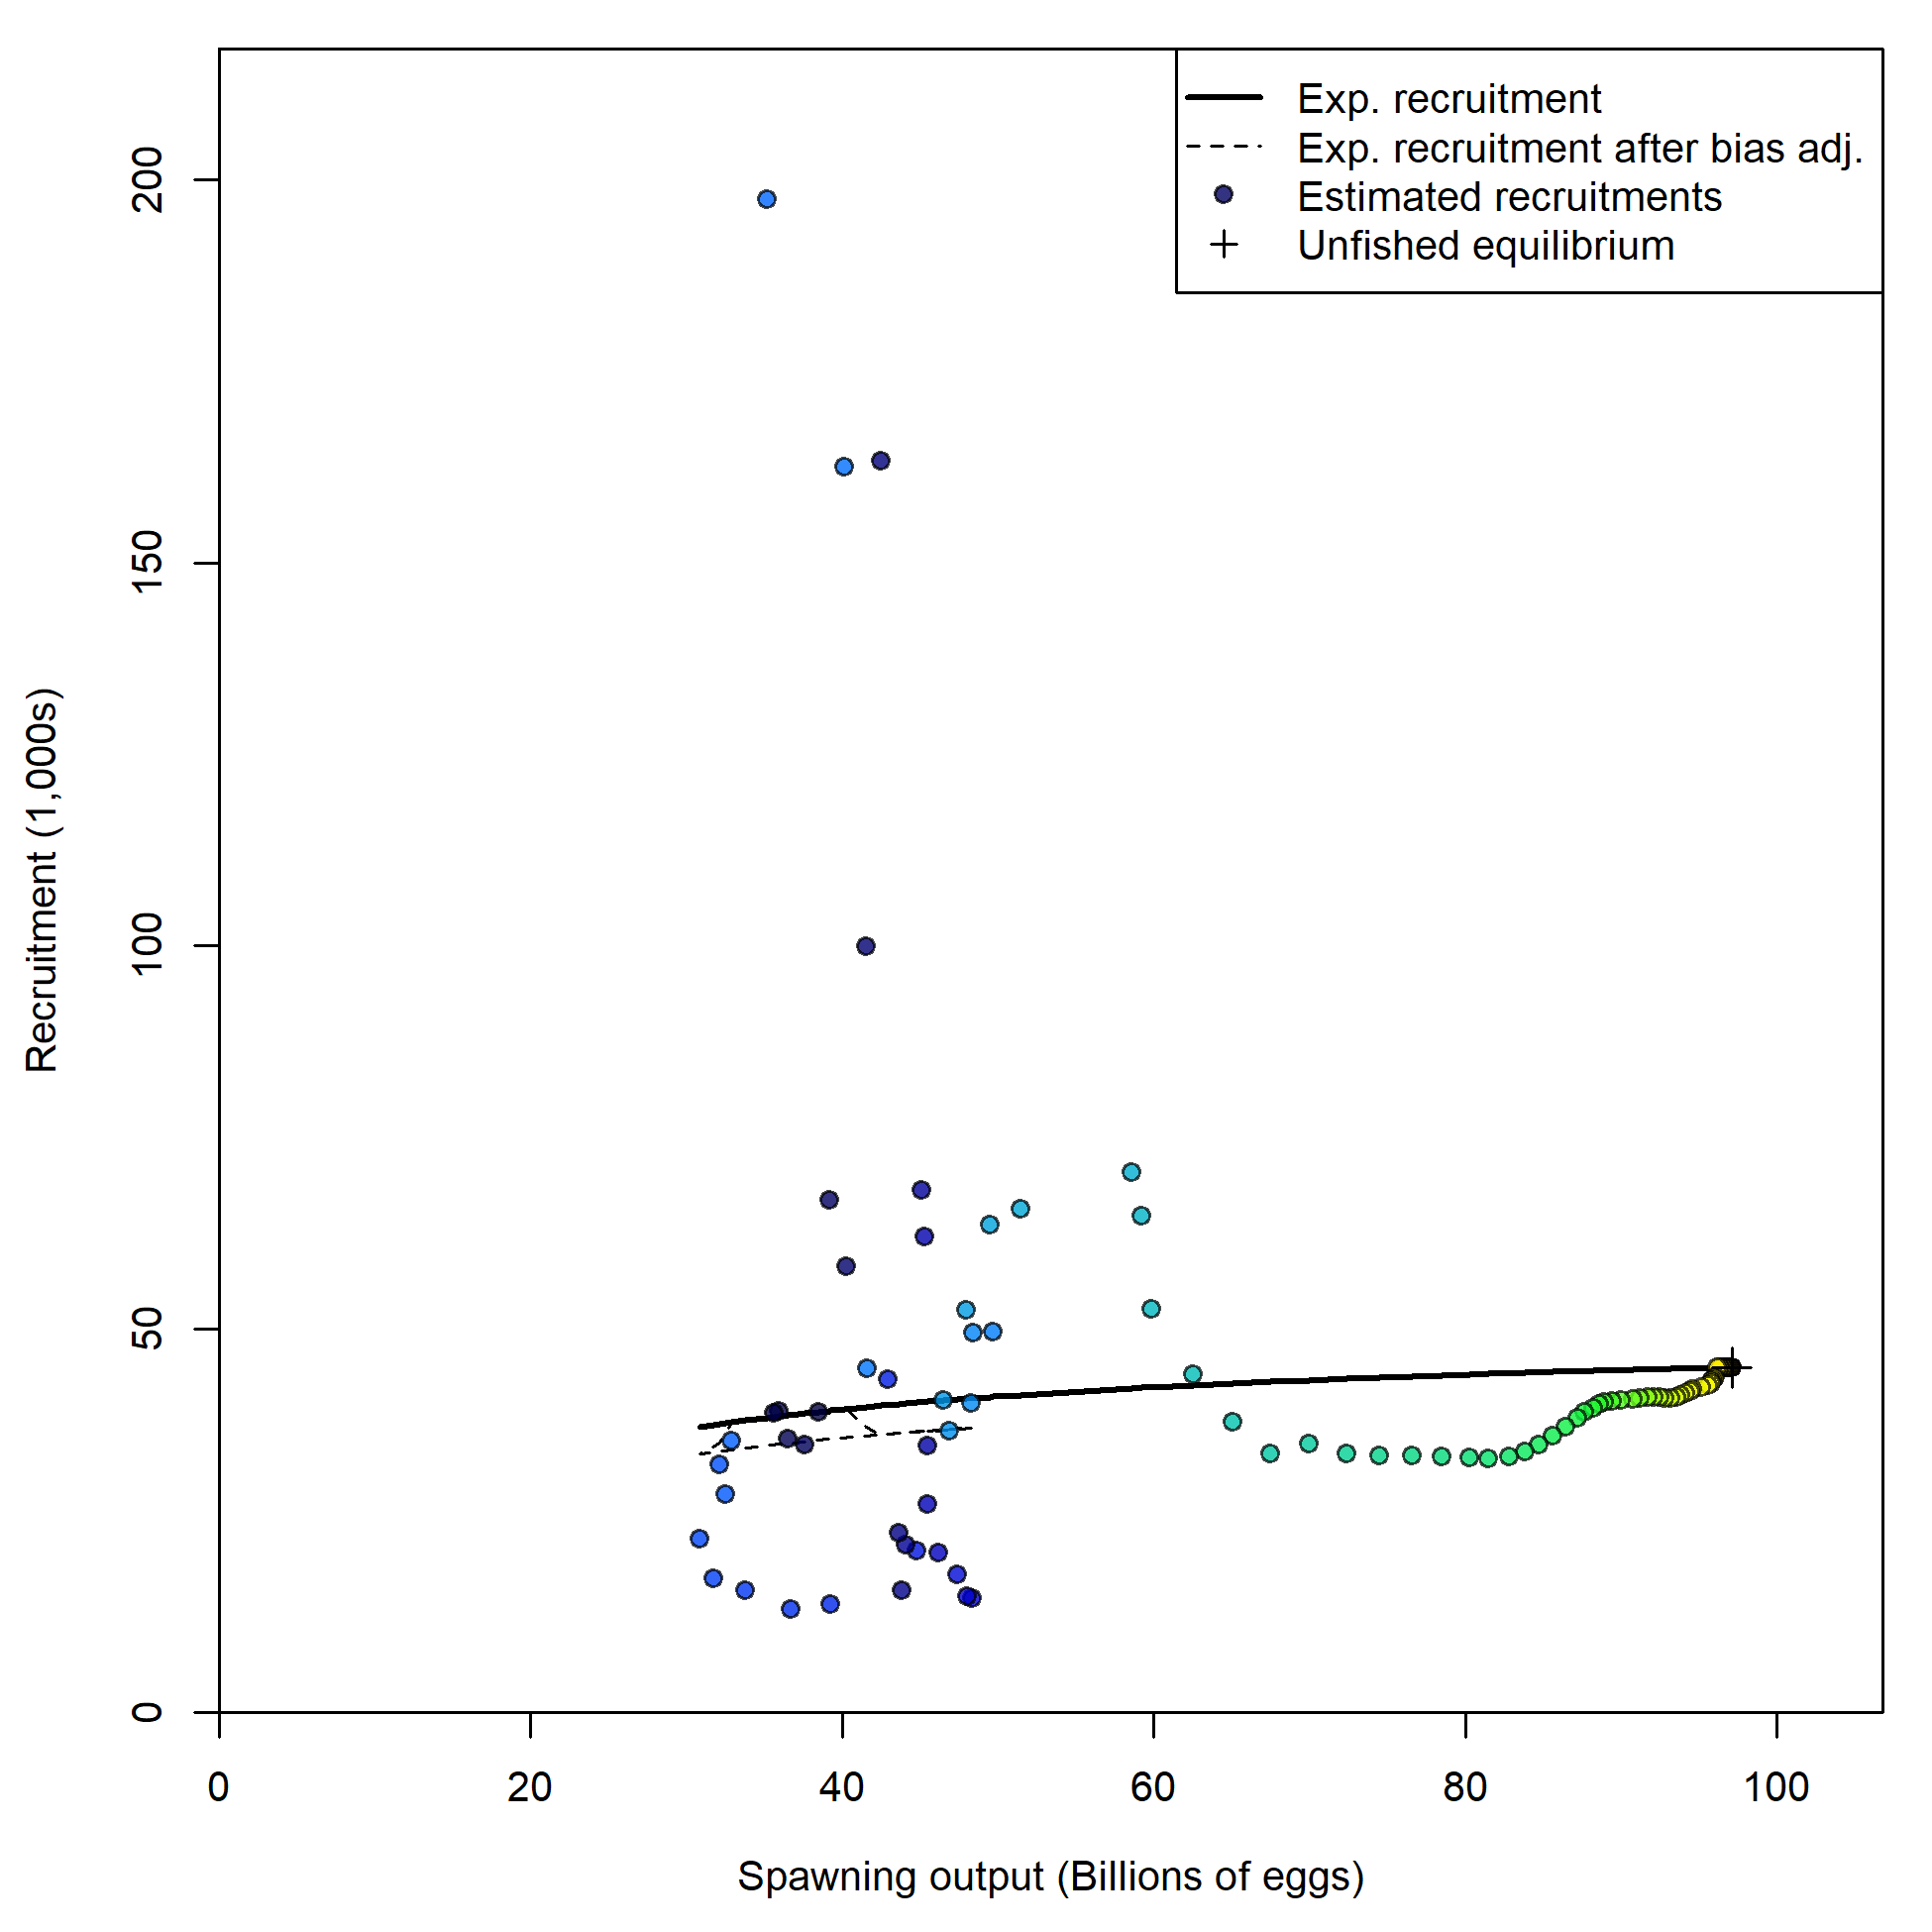 Exp. recruitment
Exp. recruitment after bias adj.
Estimated recruitments
Unfished equilibrium
Recruitment (1,000s)
200
150
100
50
0
0 20 40 60 80 100
Spawning output (Billions of eggs)